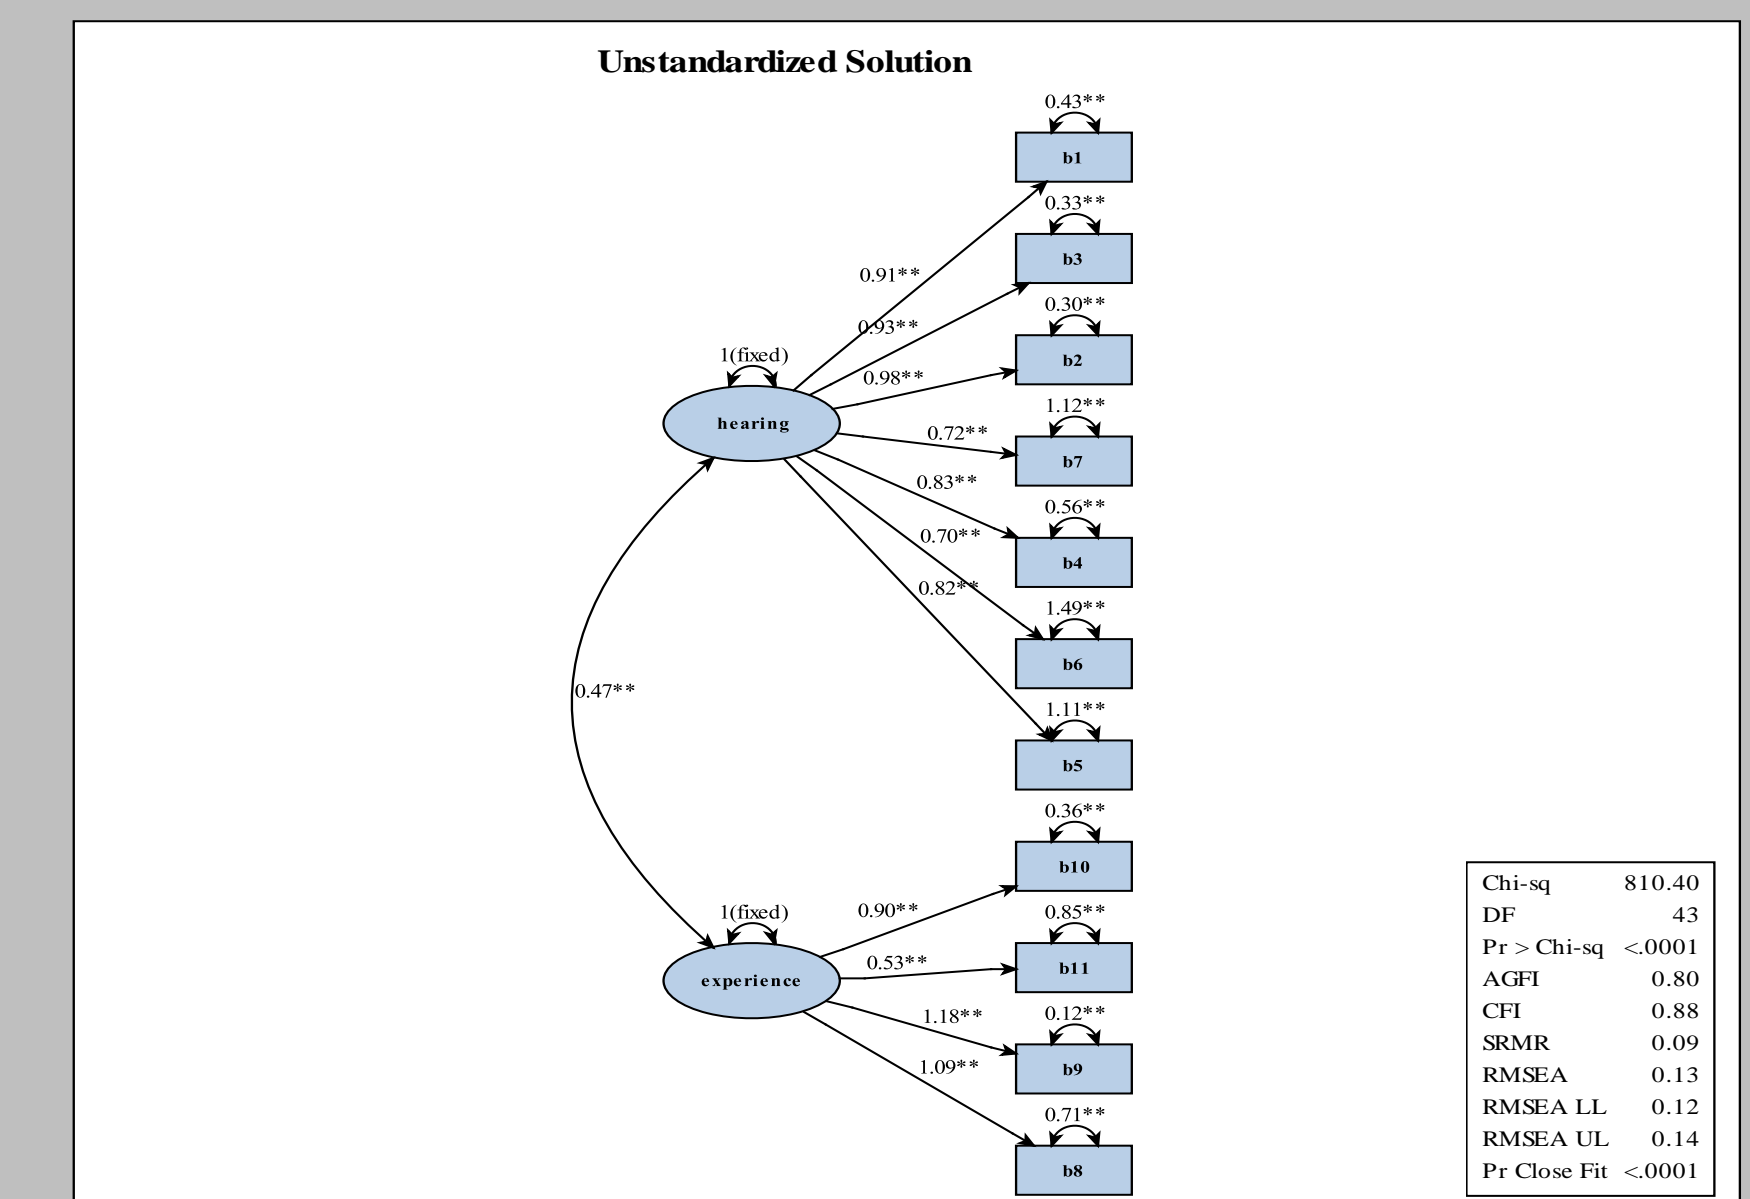 Unstandardized Solution
0.43**
b1
0.33**
b3
0.91**
0.30**
0.93**
b2
1(fixed)
0.98**
1.12**
hearing
0.72**
b7
0.83**
0.56**
0.70**
b4
0.82**
1.49**
b6
0.47**
1.11**
b5
0.36**
b10
Chi-sq 810.40
1(fixed)
0.90**
0.85**
DF 43
Pr > Chi-sq <.0001
0.53**
b11
experience
AGFI 0.80
1.18**
0.12**
CFI 0.88
SRMR 0.09
1.09**
b9
RMSEA 0.13
0.71**
RMSEA LL 0.12
RMSEA UL 0.14
b8
Pr Close Fit <.0001